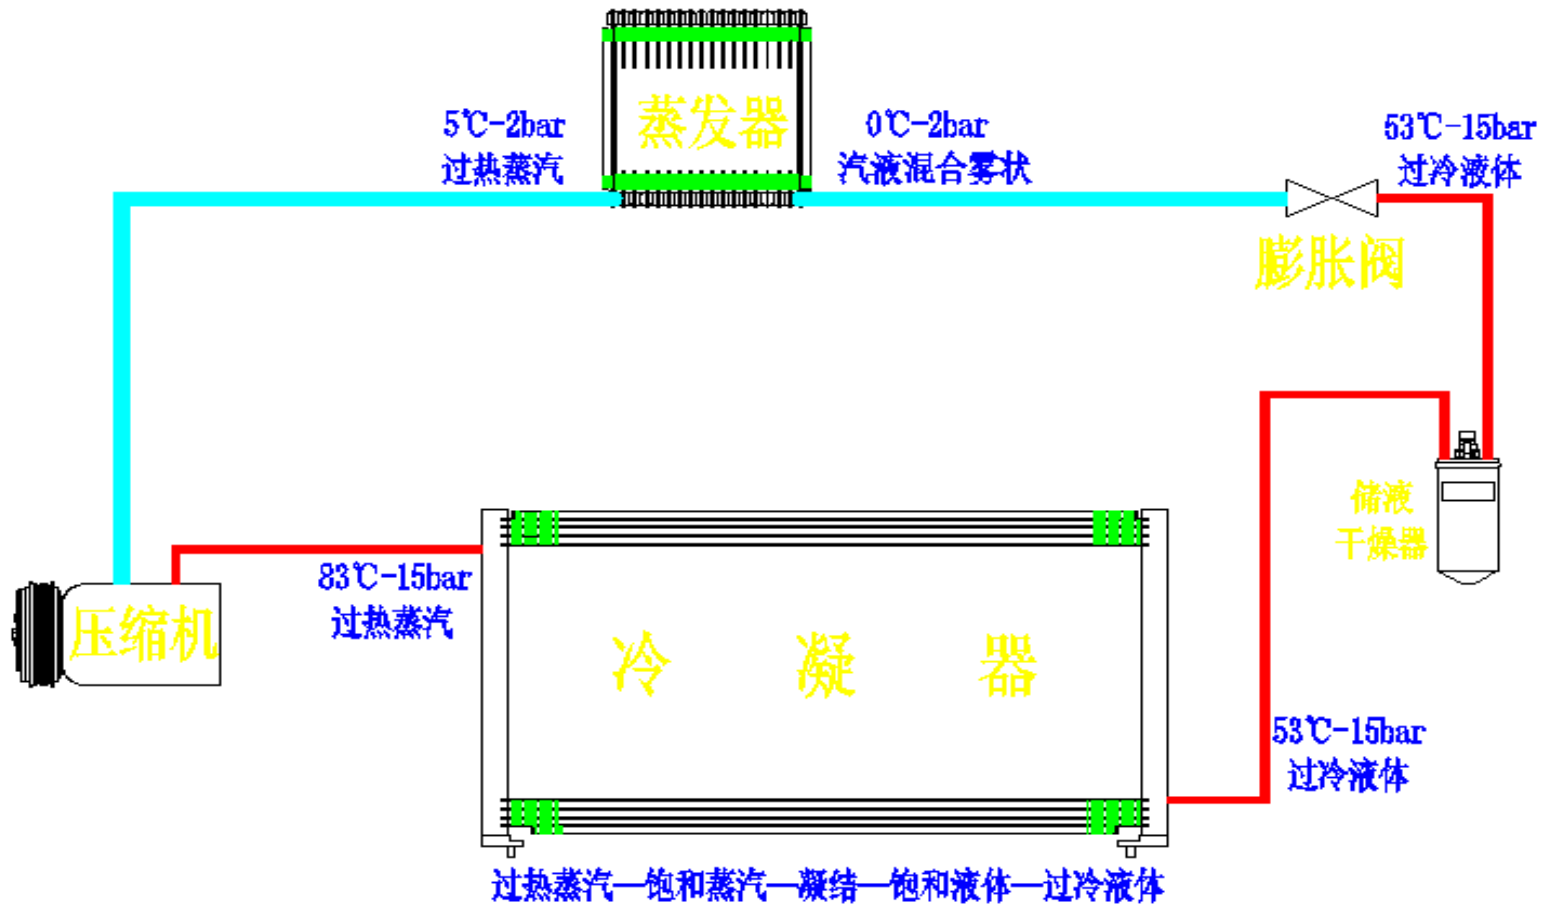 蒸发器
5℃-2bar
过热蒸汽
0℃-2bar
汽液混合雾状
53℃-15bar
过冷液体
膨胀阀
储液
干燥器
83℃-15bar
过热蒸汽
压缩机
冷凝器
53℃-15bar
过冷液体
过热蒸汽—饱和蒸汽—凝结—饱和液体—过冷液体